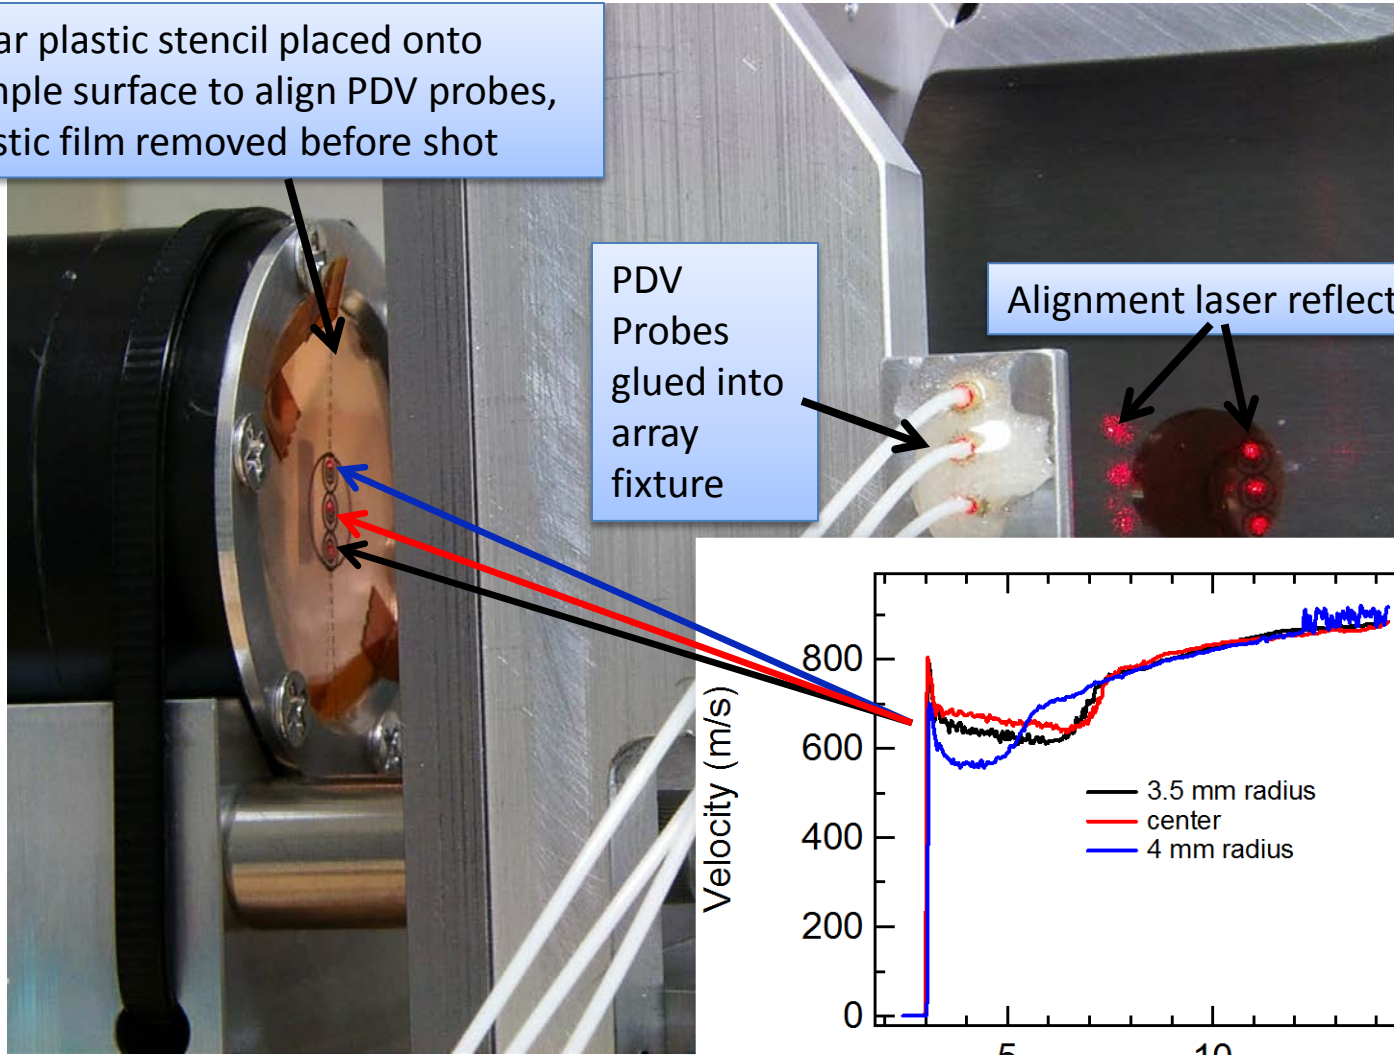 ar plastic stencil placed onto
mple surface to align PDV probes,
stic film removed before shot
PDV
Probes
glued into
array
fixture
Alignment laser reflect
Velocity (m/s)
800
600
400
200
0
3.5 mm radius
center
4 mm radius
5
10